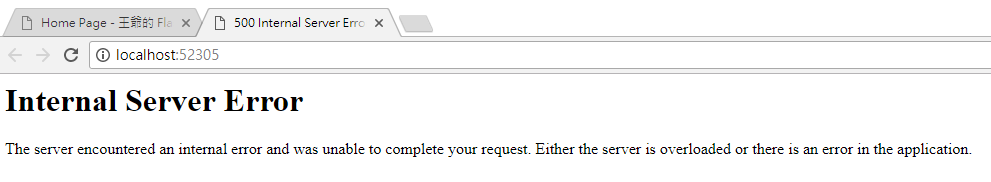 Home Page - 王爺的 Fla
500 Internal Server Erro
localhost:52305
Internal Server Error
The server encountered an internal error and was unable to complete your request. Either the server is overloaded or there is an error in the application.